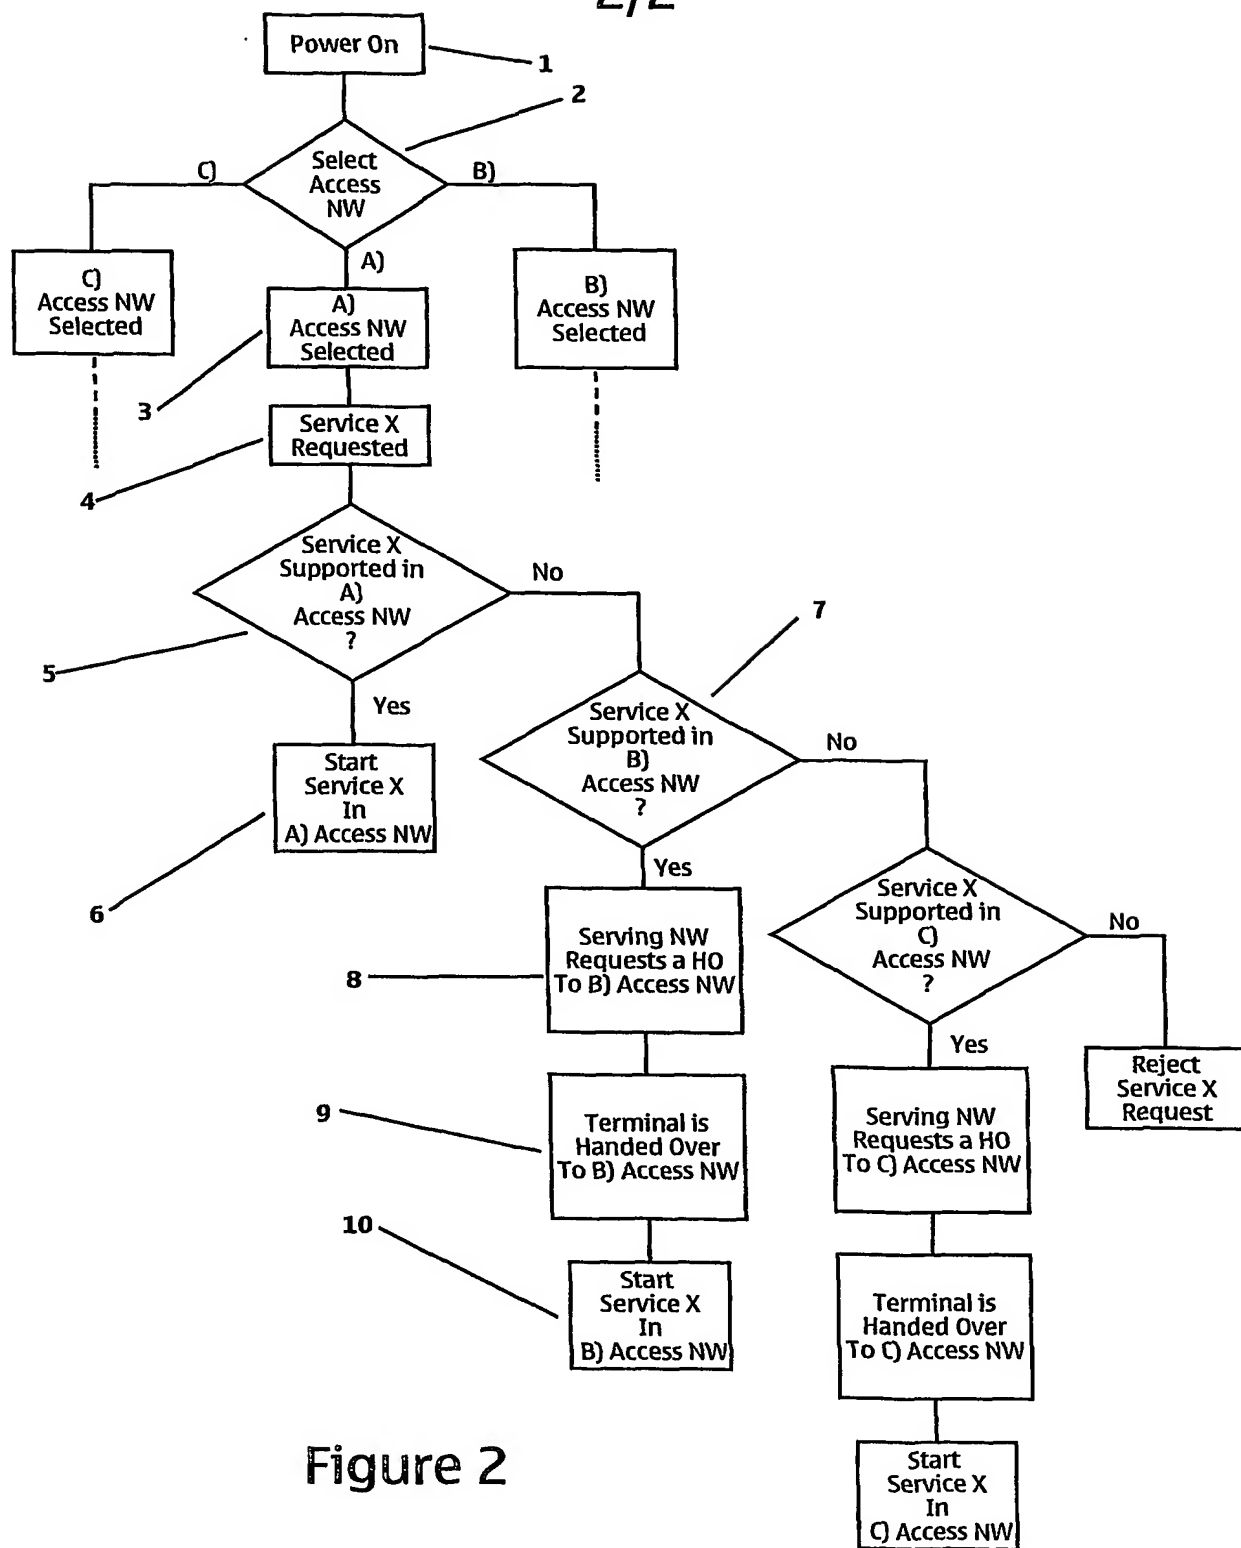 2/2
Power On
1
2
Select
Access
NW
C)
B)
A)
C)
Access NW
Selected
A)
Access NW
Selected
B)
Access NW
Selected
3
Service X
Requested
4
Service X
Supported in
A)
Access NW
?
No
5
Yes
7
Service X
Supported in
B)
Access NW
?
No
Start
Service X
In
A) Access NW
6
Yes
Service X
Supported in
C)
Access NW
?
No
Serving NW
Requests a HO
To B) Access NW
8
Yes
Reject
Service X
Request
Terminal is
Handed Over
To B) Access NW
9
Serving NW
Requests a HO
To C) Access NW
10
Start
Service X
In
B) Access NW
Terminal is
Handed Over
To C) Access NW
Start
Service X
In
C) Access NW
Figure 2